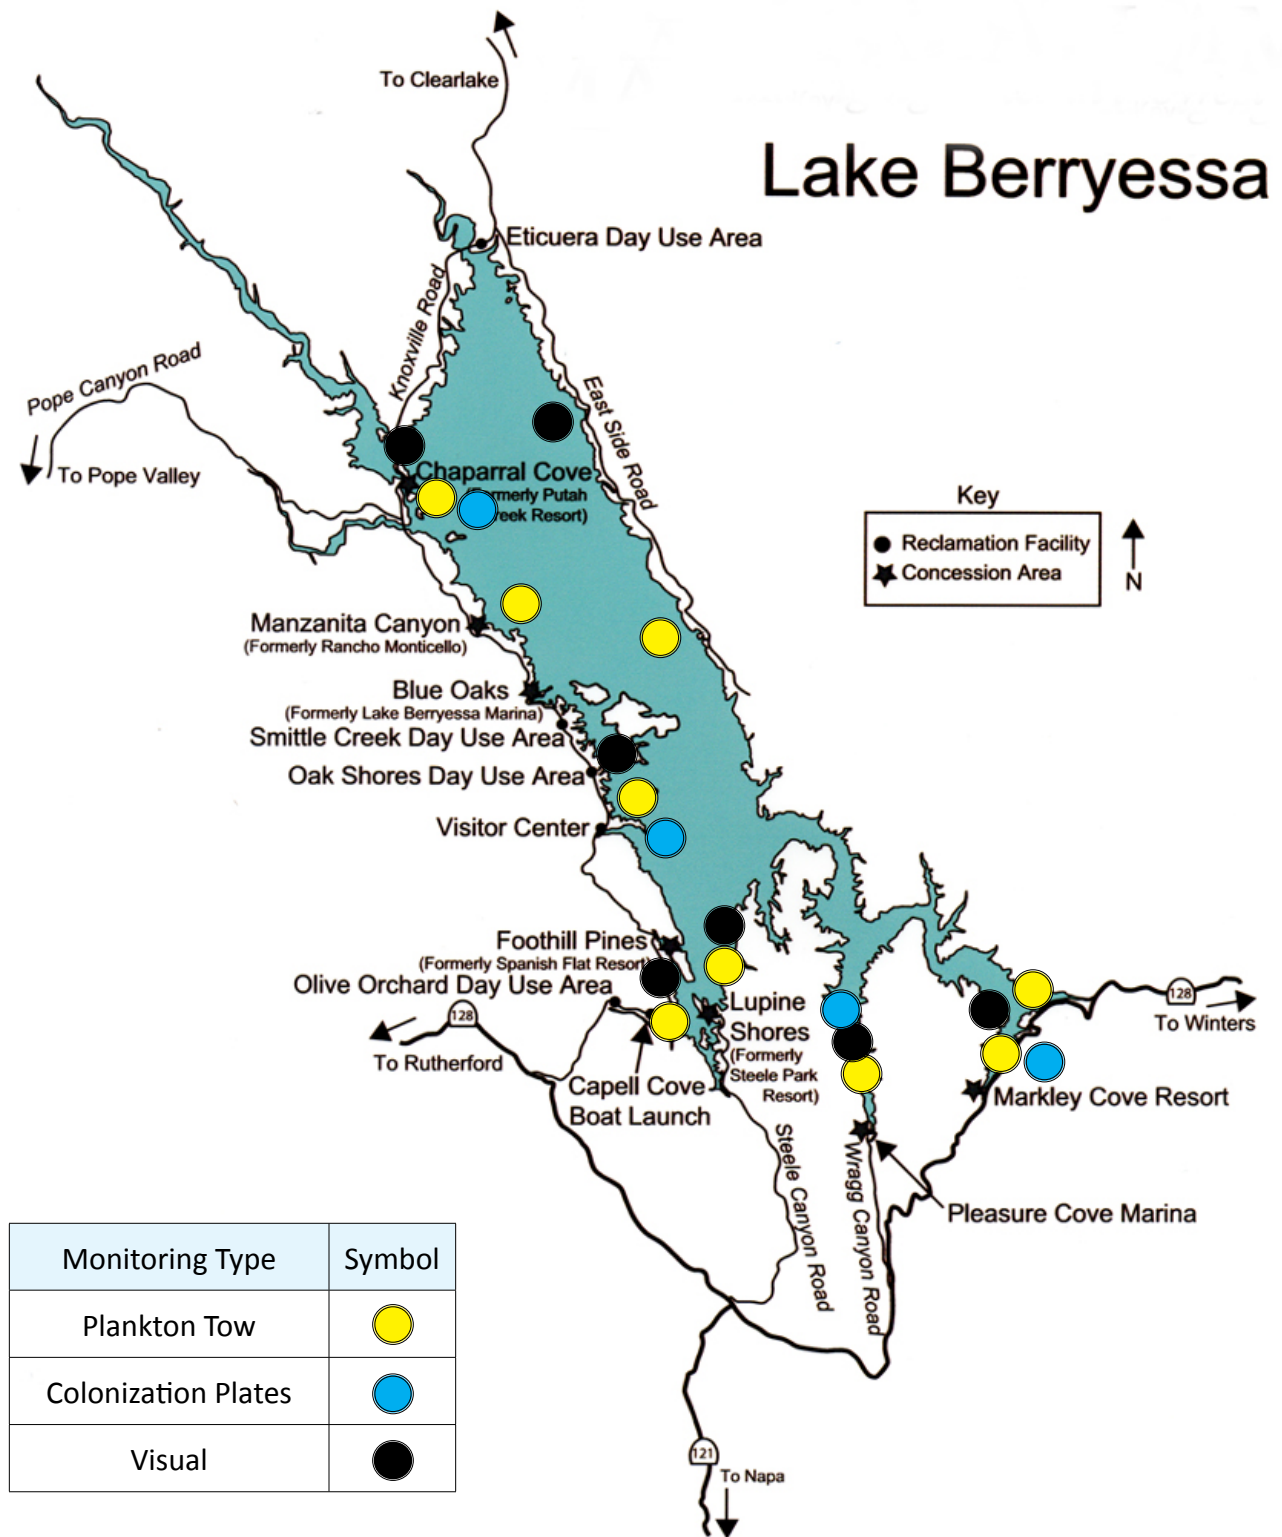 To Clearlake
Lake Berryessa
Eticuera Day Use Area
Knoxville Road
Pope Canyon Road
East Side Road
To Pope Valley
Chaparral Cove
(Formerly Putah
reek Resort)
Key
Reclamation Facility
Concession Area
N
Manzanita Canyon
(Formerly Rancho Monticello)
Blue Oaks
(Formerly Lake Berryessa Marina)
Smittle Creek Day Use Area
Oak Shores Day Use Area
Visitor Center
Foothill Pines
(Formerly Spanish Flat Resort)
Olive Orchard Day Use Area
128
To Rutherford
Lupine
Shores
(Formerly
Steele Park
Resort)
128
To Winters
Capell Cove
Boat Launch
Markley Cove Resort
Steele Canyon Road
Wragg Canyon Road
Pleasure Cove Marina
Monitoring Type Symbol
Plankton Tow
Colonization Plates
Visual
121
To Napa